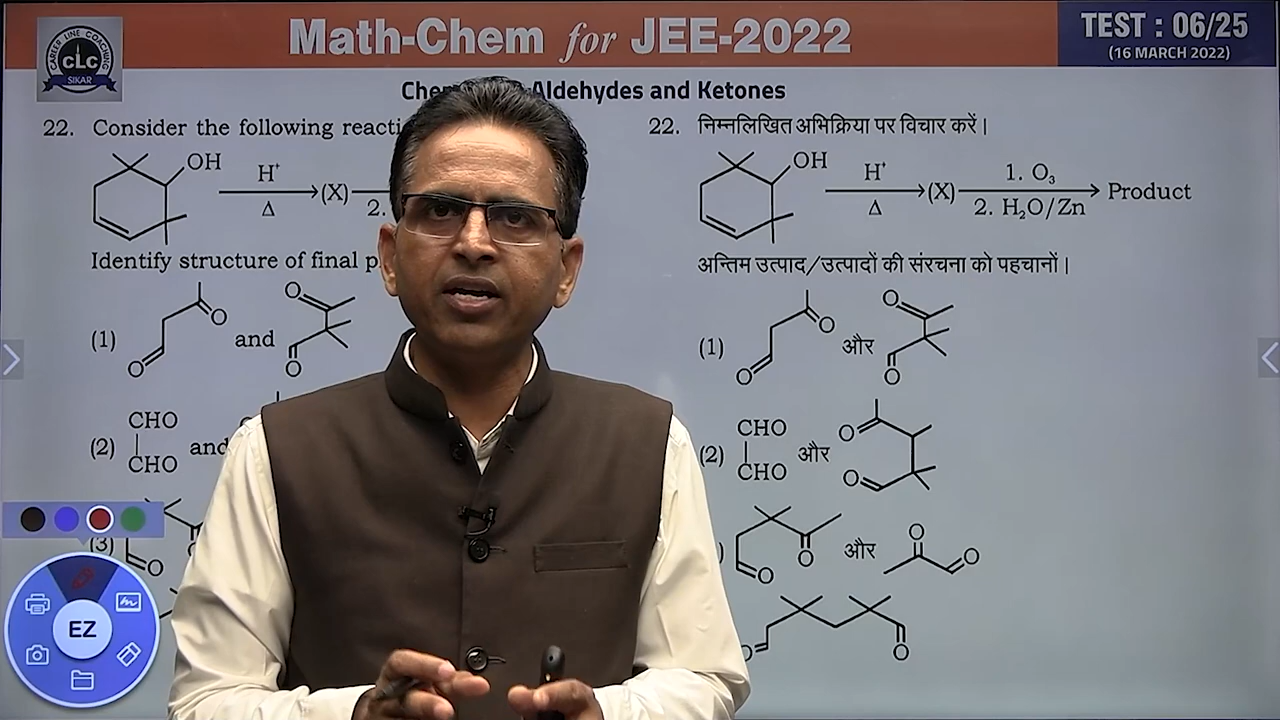 CAREER LINE COACHING
CLC
SIKAR
Math-Chem for JEE-2022
TEST : 06/25
(16 MARCH 2022)
Aldehydes and Ketones
22. Consider the following
OH
H⁺
Δ
(X)
2.
Identify structure of final
(1)
O
O
and
O
O
(2)
CHO
CHO
(3)
O
22. निम्नलिखित अभिक्रिया पर विचार करें।
OH
H⁺
Δ
(X)
1. O₃
2. H₂O/Zn
Product
अन्तिम उत्पाद/उत्पादों की संरचना को पहचानों।
(1)
O
O
और
O
O
(2)
CHO
CHO
और
O
O
O
O
और
O
O
O
O
EZ